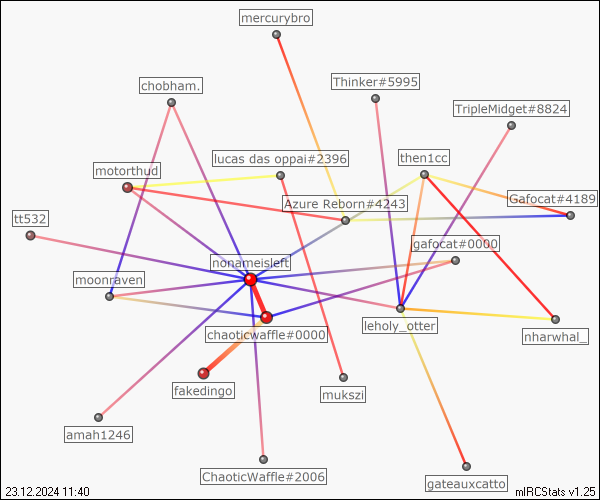 mercurybro
Thinker#5995
chobham.
TripleMidget#8824
lucas das oppai#2396
then1cc
motorthud
Azure Reborn#4243
Gafocat#4189
tt532
gafocat#0000
nonameisleft
moonraven
chaoticwaffle#0000
leholy_otter
nharwhal_
fakedingo
mukszi
amah1246
ChaoticWaffle#2006
gateauxcatto
23.12.2024 11:40
mIRCStats v1.25